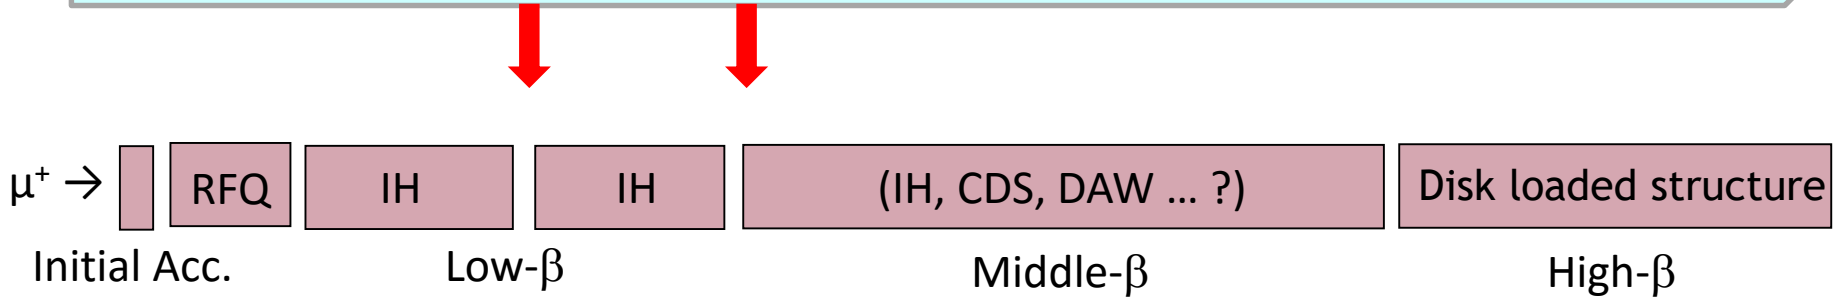 μ⁺ → RFQ IH IH (IH, CDS, DAW ... ?) Disk loaded structure
Initial Acc. Low-β Middle-β High-β